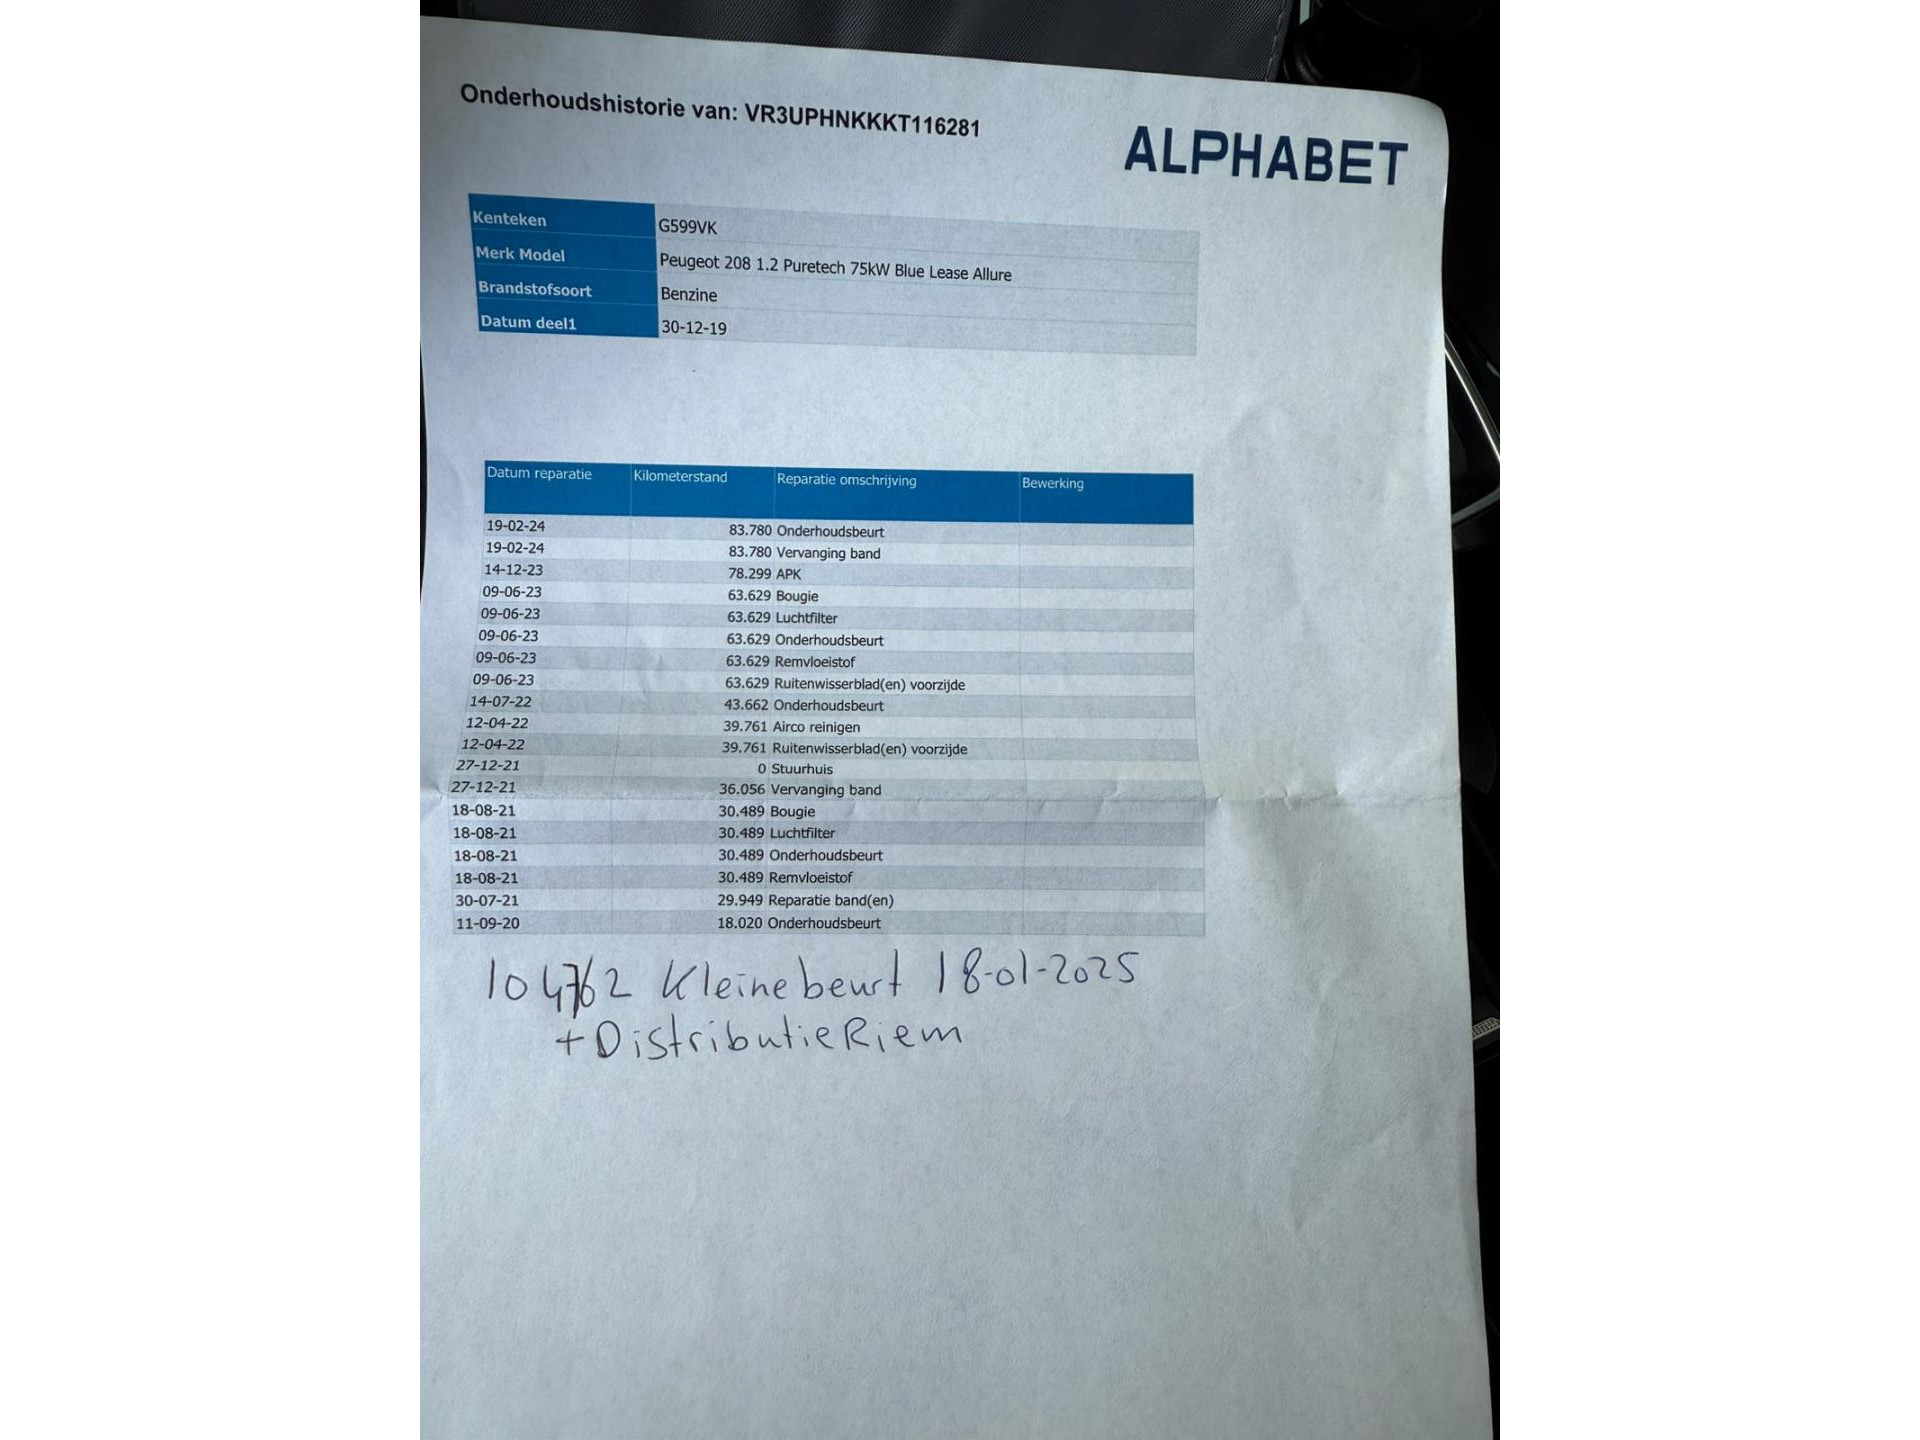 Onderhoudshistorie van: VR3UPHNKKKT116281
ALPHABET
Kenteken G599VK
Merk Model Peugeot 208 1.2 Puretech 75kW Blue Lease Allure
Brandstofsoort Benzine
Datum deel1 30-12-19
Datum reparatie Kilometerstand Reparatie omschrijving Bewerking
19-02-24 83.780 Onderhoudsbeurt
19-02-24 83.780 Vervanging band
14-12-23 78.299 APK
09-06-23 63.629 Bougie
09-06-23 63.629 Luchtfilter
09-06-23 63.629 Onderhoudsbeurt
09-06-23 63.629 Remvloeistof
09-06-23 63.629 Ruitenwisserblad(en) voorzijde
14-07-22 43.662 Onderhoudsbeurt
12-04-22 39.761 Airco reinigen
12-04-22 39.761 Ruitenwisserblad(en) voorzijde
27-12-21 0 Stuurhuis
27-12-21 36.056 Vervanging band
18-08-21 30.489 Bougie
18-08-21 30.489 Luchtfilter
18-08-21 30.489 Onderhoudsbeurt
18-08-21 30.489 Remvloeistof
30-07-21 29.949 Reparatie band(en)
11-09-20 18.020 Onderhoudsbeurt
104762 Kleine beurt 18-01-2025
+ DistributieRiem